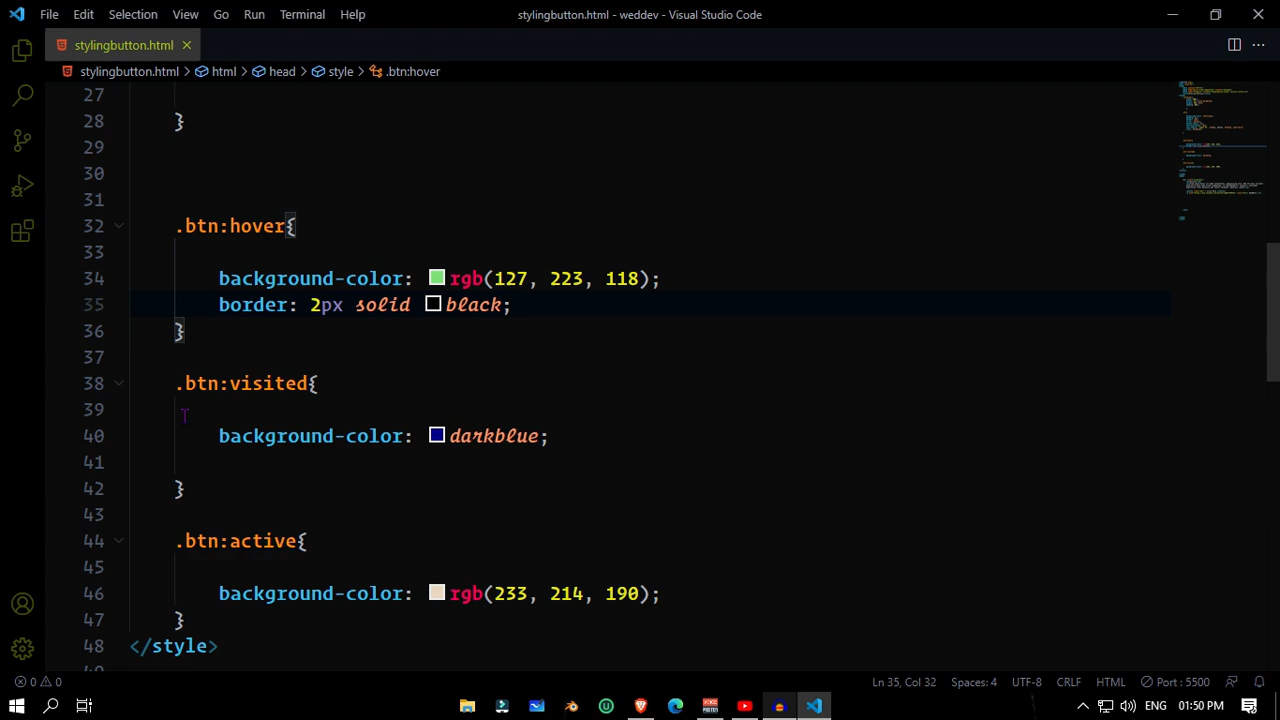 File Edit Selection View Go Run Terminal Help stylingbutton.html - weddev - Visual Studio Code
stylingbutton.html
stylingbutton.html > html > head > style > .btn:hover
27
28 }
29
30
31
32 .btn:hover{
33
34 background-color: rgb(127, 223, 118);
35 border: 2px solid black;
36 }
37
38 .btn:visited{
39
40 background-color: darkblue;
41
42 }
43
44 .btn:active{
45
46 background-color: rgb(233, 214, 190);
47 }
48 </style>
0 0 Ln 35, Col 32 Spaces: 4 UTF-8 CRLF HTML Port : 5500
ENG 01:50 PM